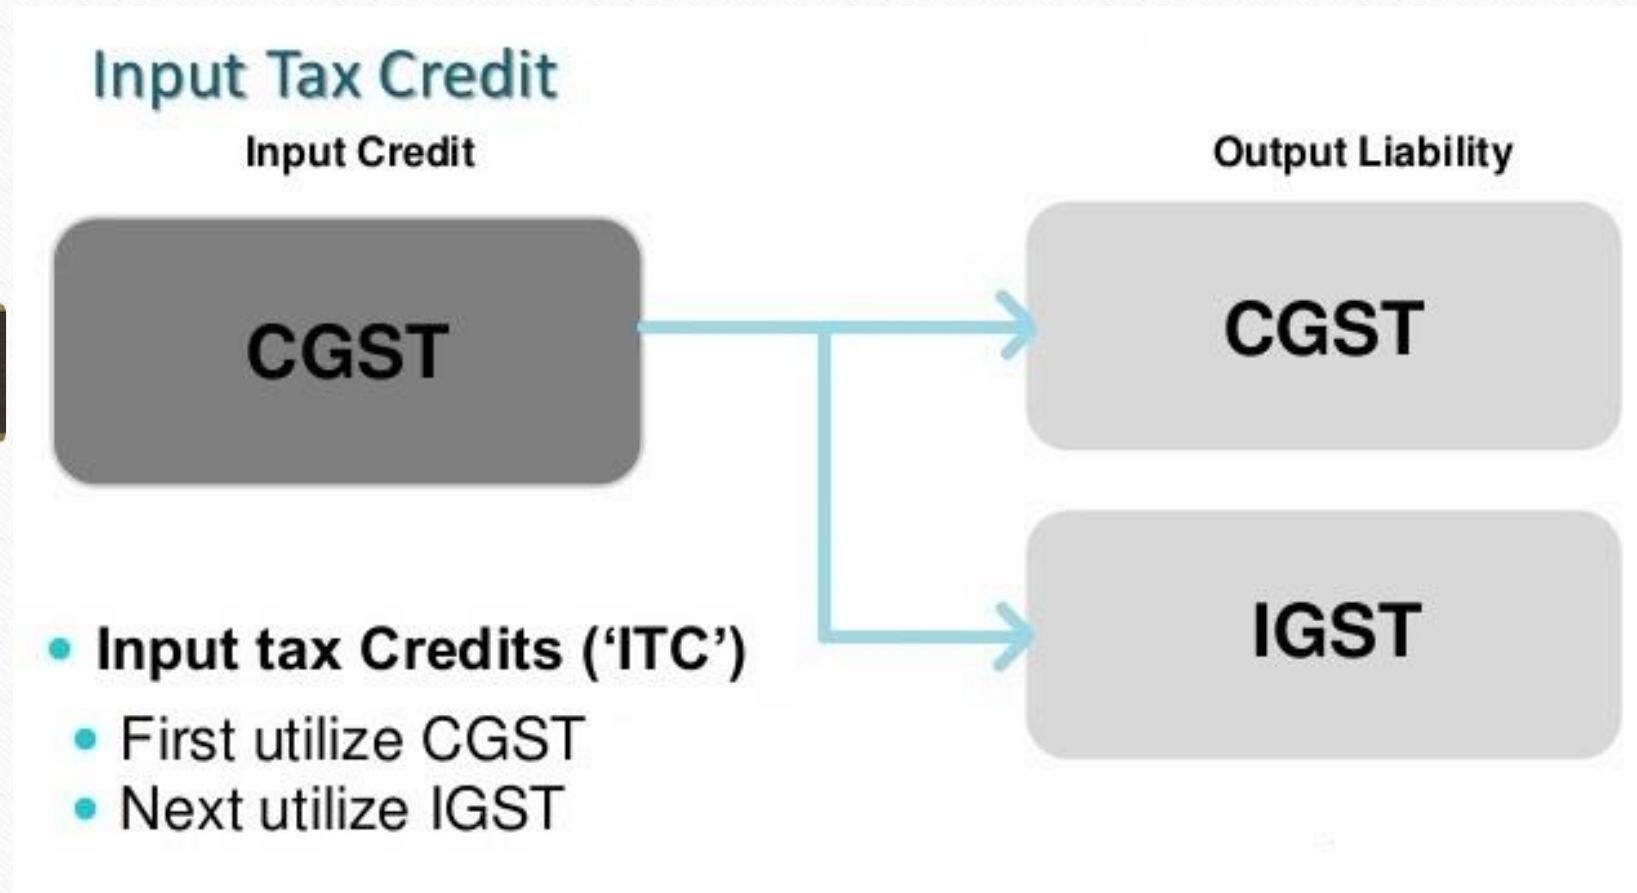 Input Tax Credit
Input Credit
Output Liability
CGST
CGST
IGST
Input tax Credits (‘ITC’)
First utilize CGST
Next utilize IGST